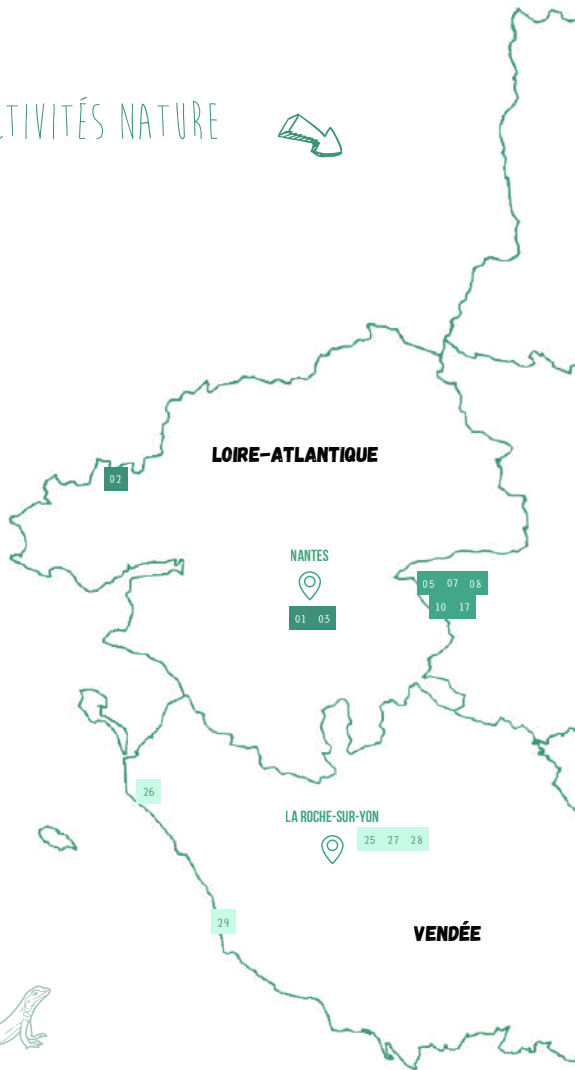 TIVITÉS NATURE
LOIRE-ATLANTIQUE
02
NANTES
01 03
05 07 08
10 17
26
LA ROCHE-SUR-YON
25 27 28
29
VENDÉE